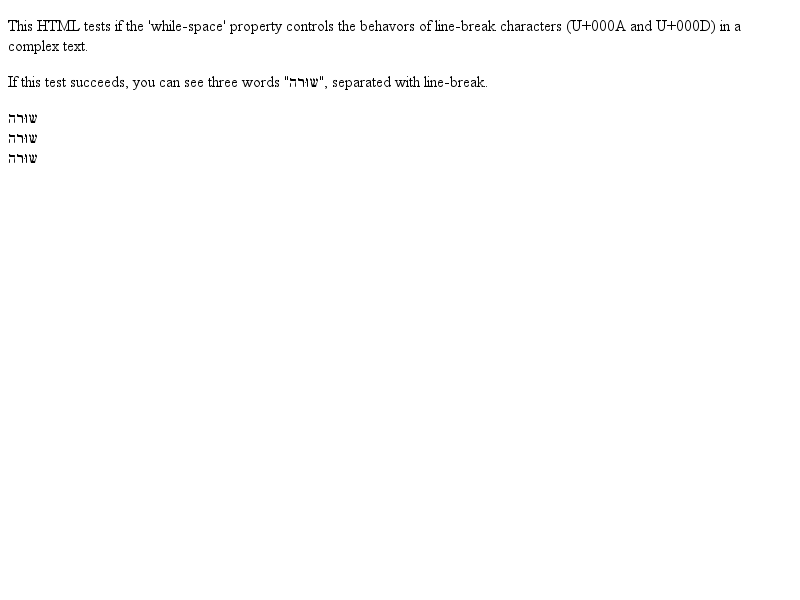 This HTML tests if the 'while-space' property controls the behavors of line-break characters (U+000A and U+000D) in a
complex text.
If this test succeeds, you can see three words "שורה", separated with line-break.
שורה
שורה
שורה